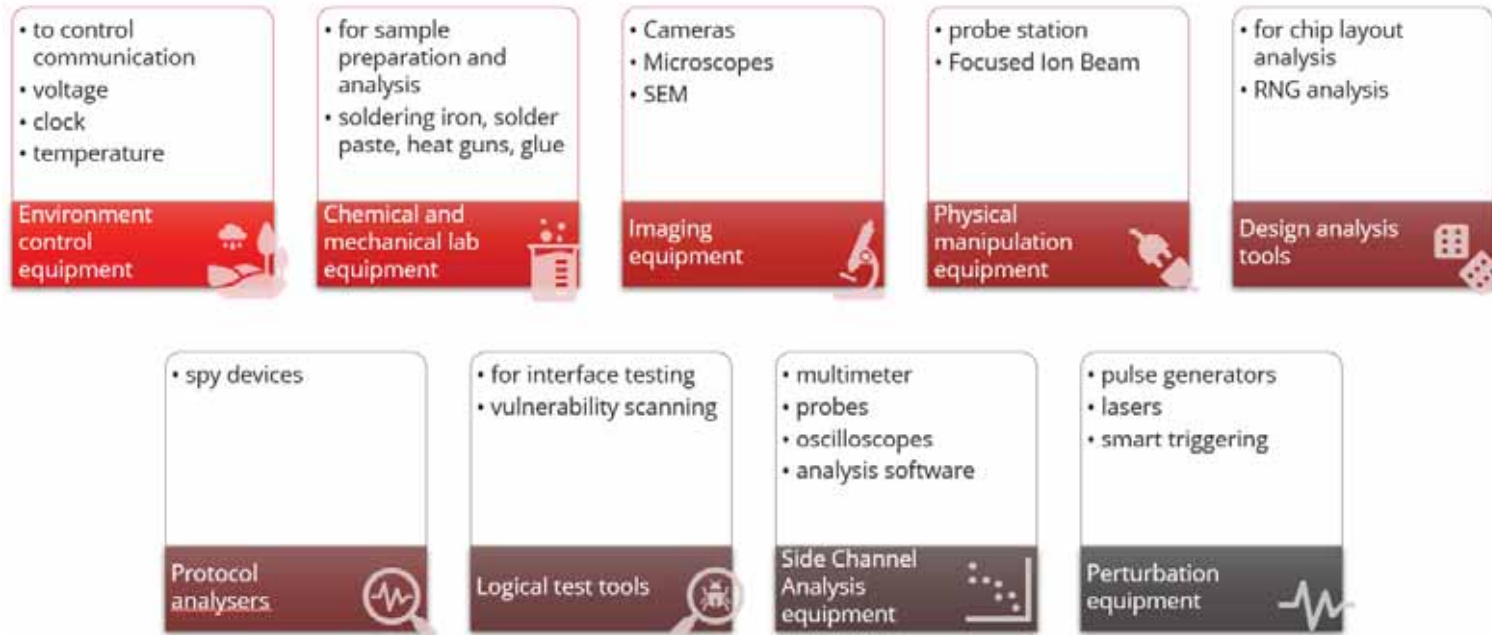 • to control
communication
• voltage
• clock
• temperature
Environment
control
equipment
• for sample
preparation and
analysis
• soldering iron, solder
paste, heat guns, glue
Chemical and
mechanical lab
equipment
• Cameras
• Microscopes
• SEM
Imaging
equipment
• probe station
• Focused Ion Beam
Physical
manipulation
equipment
• for chip layout
analysis
• RNG analysis
Design analysis
tools
• spy devices
Protocol
analysers
• for interface testing
• vulnerability scanning
Logical test tools
• multimeter
• probes
• oscilloscopes
• analysis software
Side Channel
Analysis
equipment
• pulse generators
• lasers
• smart triggering
Perturbation
equipment